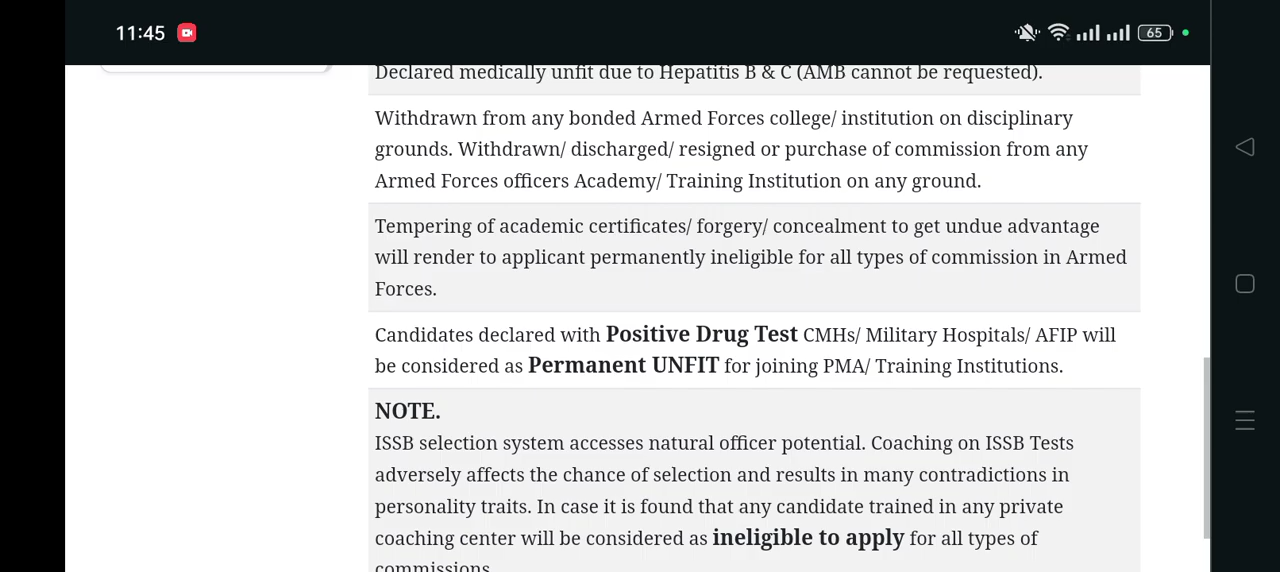 11:45
65
Declared medically unfit due to Hepatitis B & C (AMB cannot be requested).
Withdrawn from any bonded Armed Forces college/ institution on disciplinary
grounds. Withdrawn/ discharged/ resigned or purchase of commission from any
Armed Forces officers Academy/ Training Institution on any ground.
Tempering of academic certificates/ forgery/ concealment to get undue advantage
will render to applicant permanently ineligible for all types of commission in Armed
Forces.
Candidates declared with Positive Drug Test CMHs/ Military Hospitals/ AFIP will
be considered as Permanent UNFIT for joining PMA/ Training Institutions.
NOTE.
ISSB selection system accesses natural officer potential. Coaching on ISSB Tests
adversely affects the chance of selection and results in many contradictions in
personality traits. In case it is found that any candidate trained in any private
coaching center will be considered as ineligible to apply for all types of
commissions.